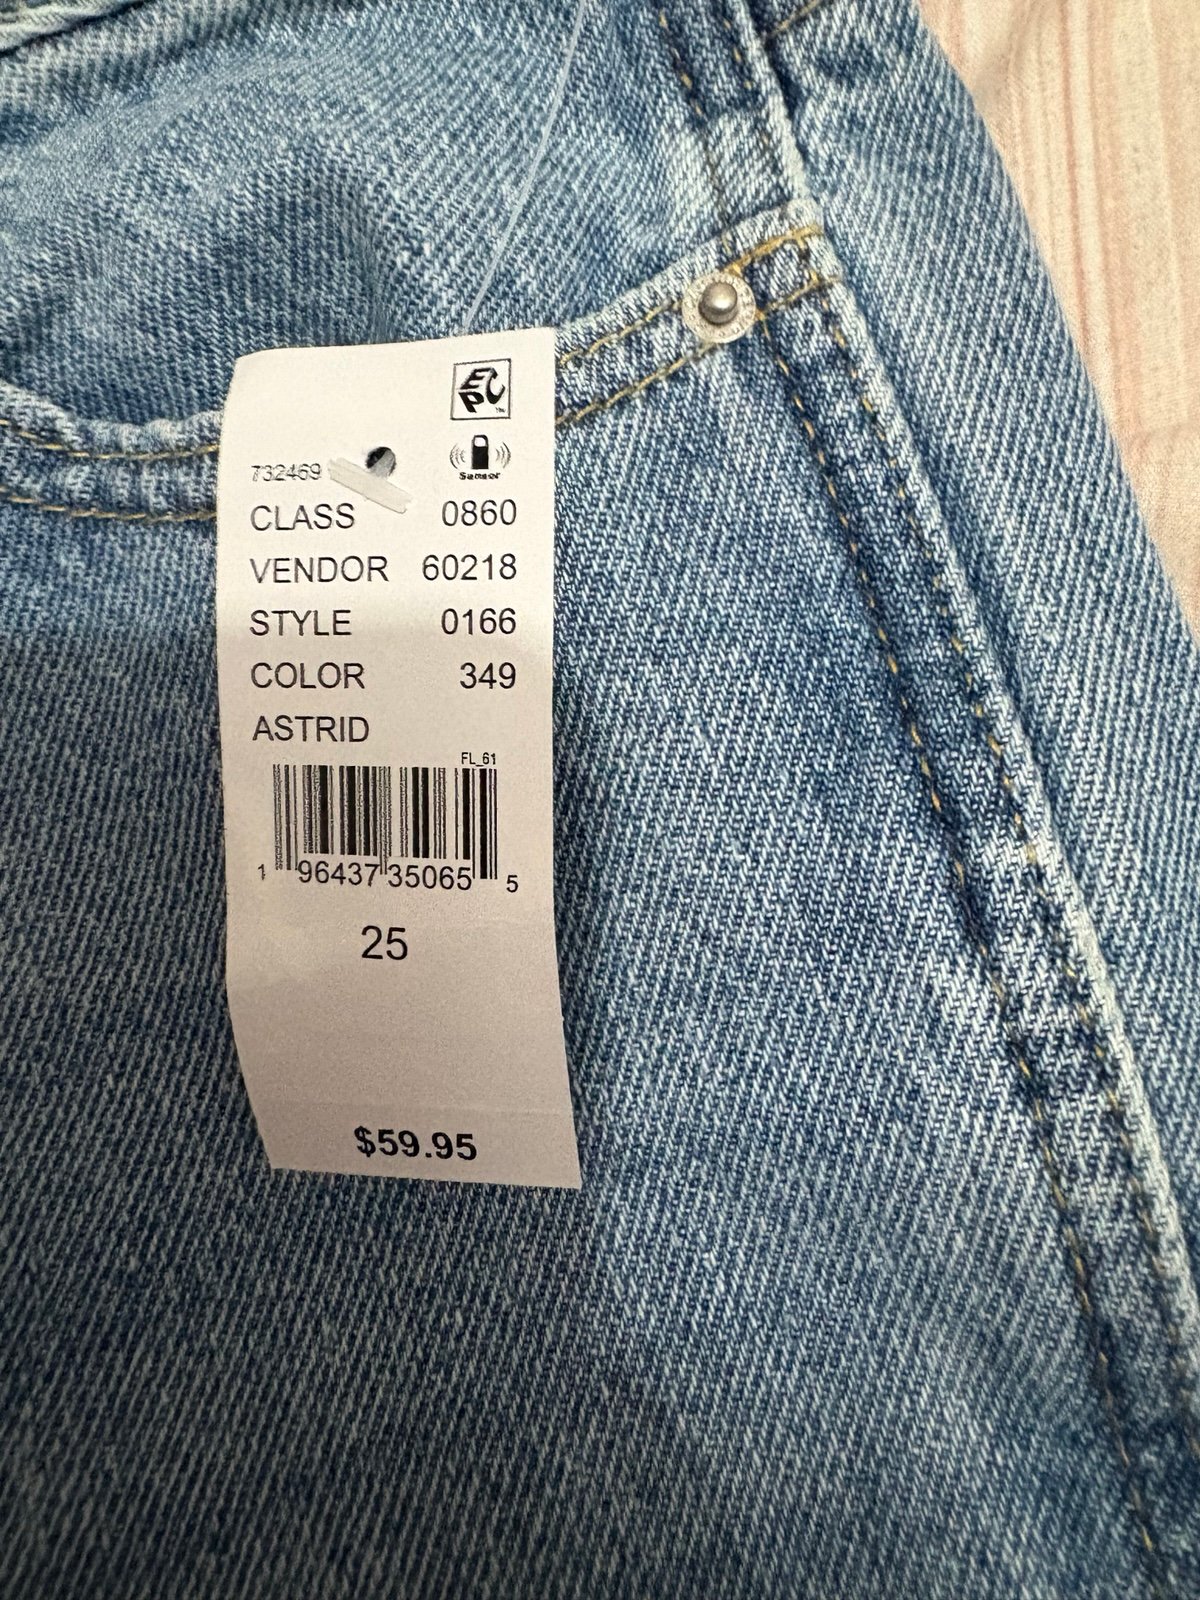 EPC
732469
Sensor
CLASS 0860
VENDOR 60218
STYLE 0166
COLOR 349
ASTRID
FL_61
1 96437 35065 5
25
$59.95